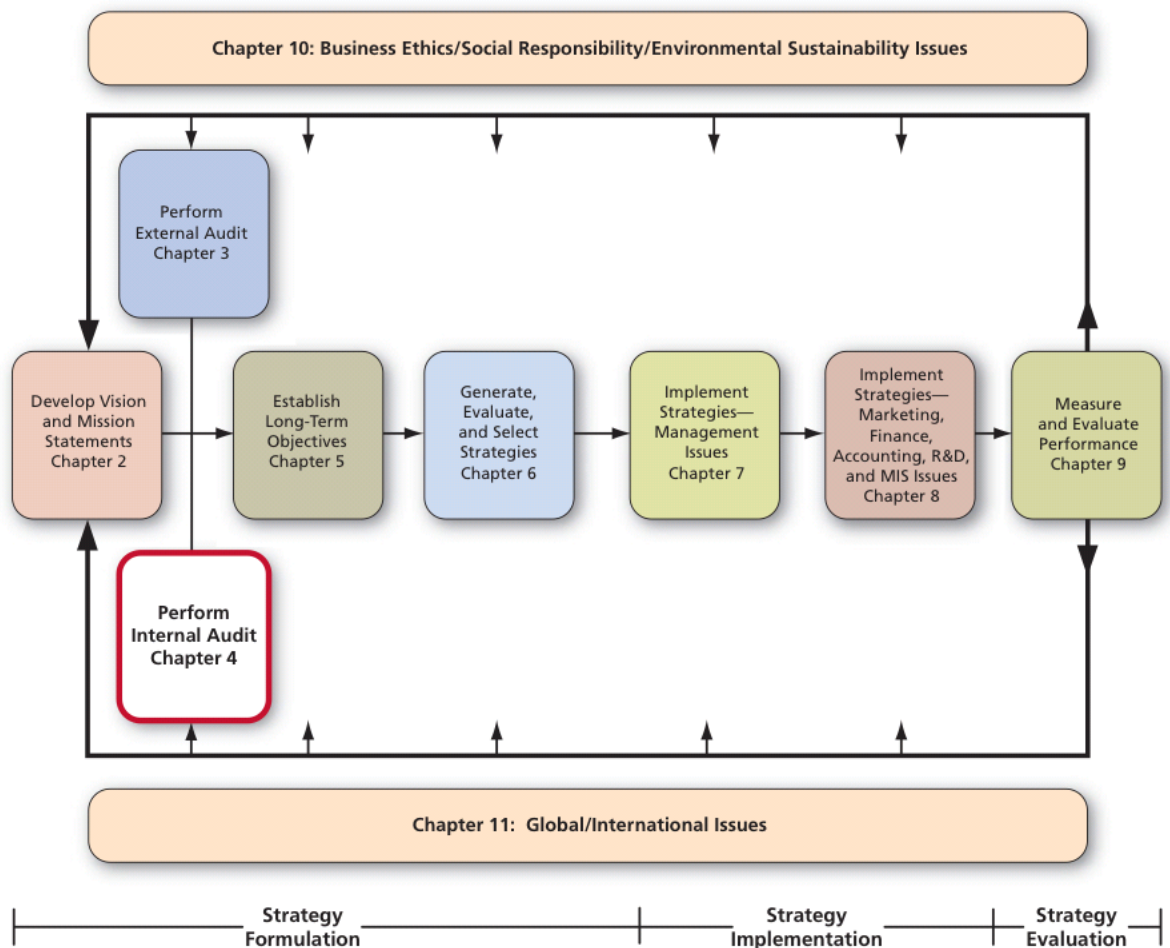 Chapter 10: Business Ethics/Social Responsibility/Environmental Sustainability Issues
Perform
External Audit
Chapter 3
Develop Vision
and Mission
Statements
Chapter 2
Establish
Long-Term
Objectives
Chapter 5
Generate,
Evaluate,
and Select
Strategies
Chapter 6
Implement
Strategies—
Management
Issues
Chapter 7
Implement
Strategies—
Marketing,
Finance,
Accounting, R&D,
and MIS Issues
Chapter 8
Measure
and Evaluate
Performance
Chapter 9
Perform
Internal Audit
Chapter 4
Chapter 11: Global/International Issues
Strategy
Formulation
Strategy
Implementation
Strategy
Evaluation